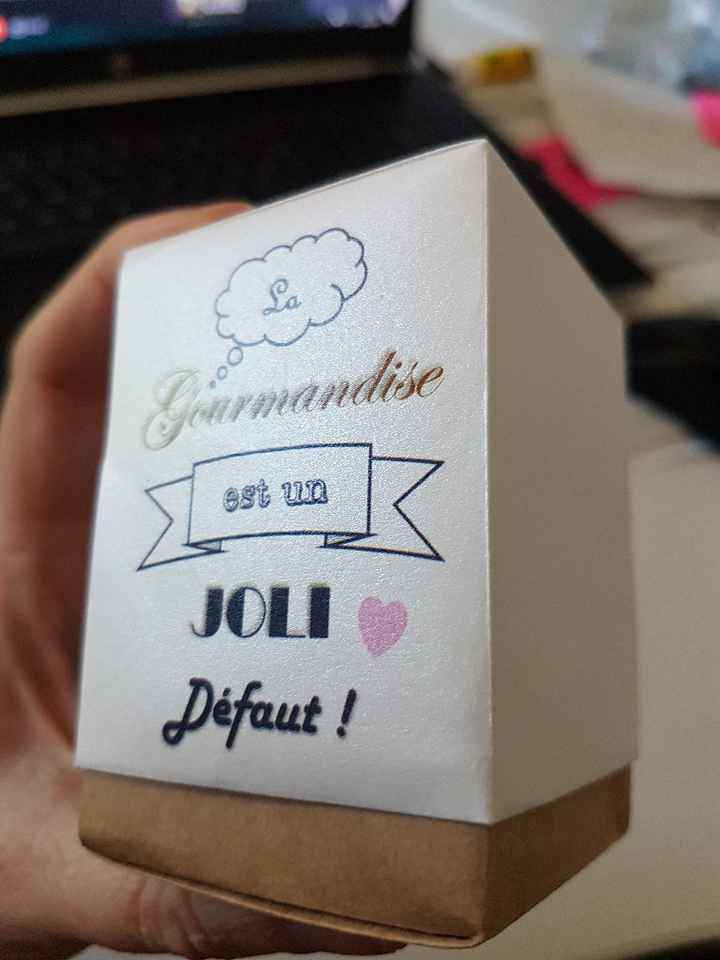 La
Gourmandise
est un
JOLI
Défaut !